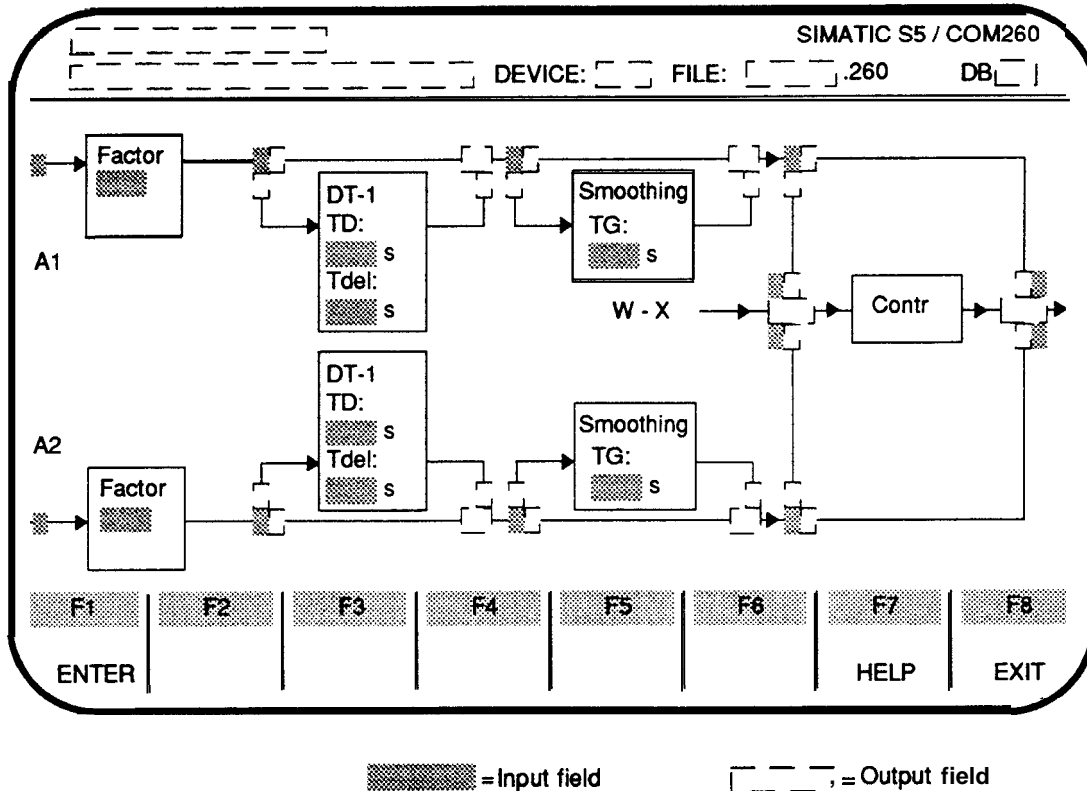 SIMATIC S5 / COM260
DEVICE: FILE: .260 DB
Factor
A1
DT-1
TD:
s
Tdel:
s
Smoothing
TG:
s
W - X
Contr
DT-1
TD:
s
Tdel:
s
Smoothing
TG:
s
A2
Factor
F1 F2 F3 F4 F5 F6 F7 F8
ENTER HELP EXIT
=Input field = Output field